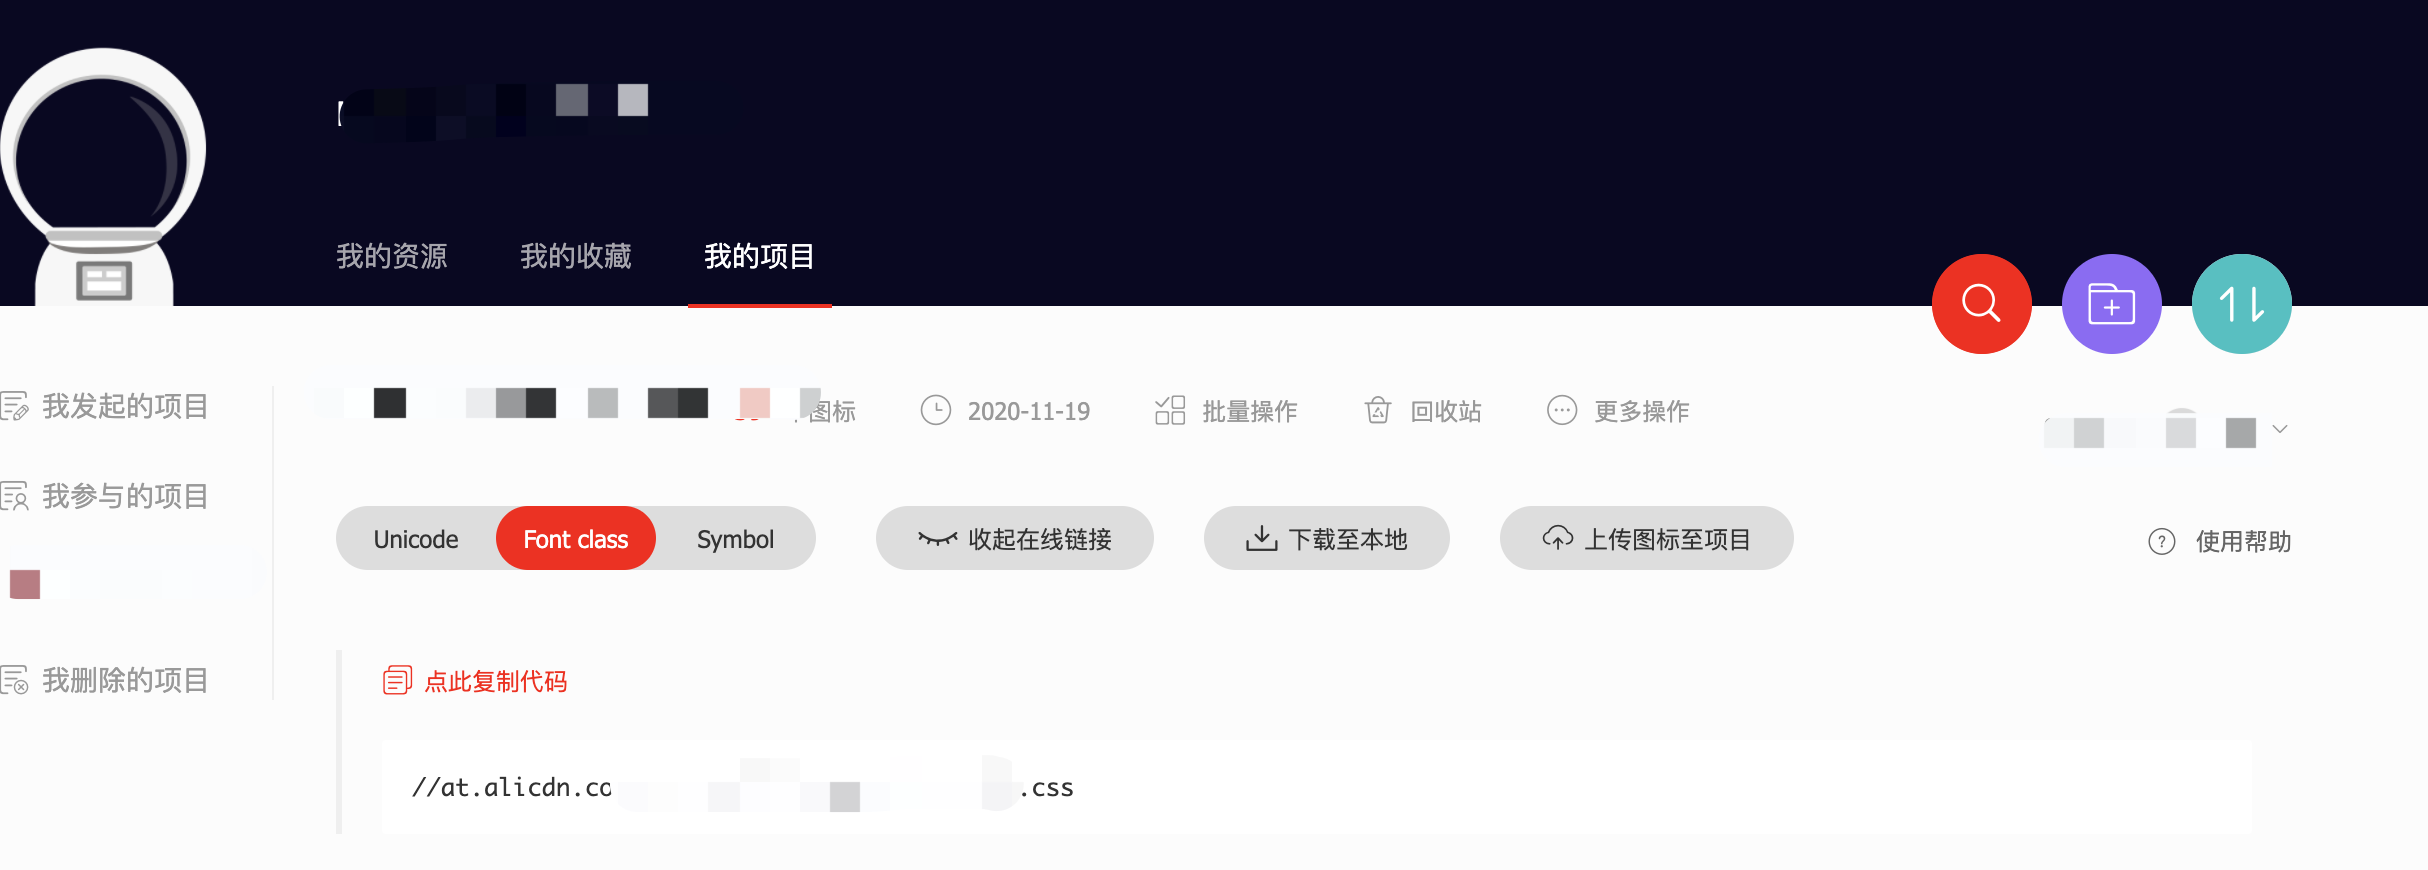 我的资源 我的收藏 我的项目
我发起的项目
图标 2020-11-19 批量操作 回收站 更多操作
我参与的项目
Unicode Font class Symbol 收起在线链接 下载至本地 上传图标至项目 使用帮助
我删除的项目
点此复制代码
//at.alicdn.co .css